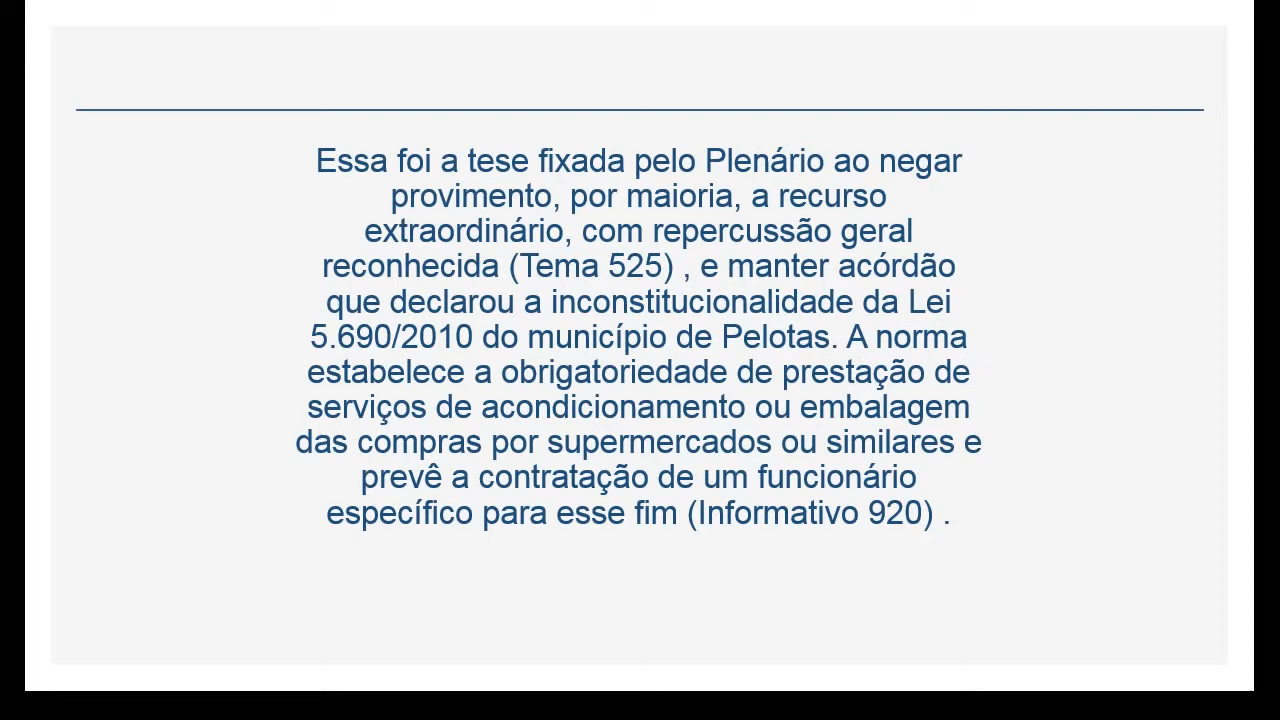 Essa foi a tese fixada pelo Plenário ao negar
provimento, por maioria, a recurso
extraordinário, com repercussão geral
reconhecida (Tema 525) , e manter acórdão
que declarou a inconstitucionalidade da Lei
5.690/2010 do município de Pelotas. A norma
estabelece a obrigatoriedade de prestação de
serviços de acondicionamento ou embalagem
das compras por supermercados ou similares e
prevê a contratação de um funcionário
específico para esse fim (Informativo 920) .